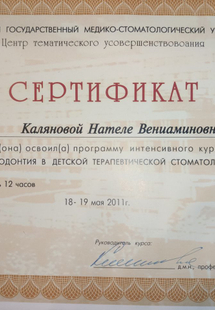 ГОСУДАРСТВЕННЫЙ МЕДИКО-СТОМАТОЛОГИЧЕСКИЙ У
Центр тематического усовершенствования
СЕРТИФИКАТ
Каляновой Нателе Вениаминовн
(она) освоил(а) программу интенсивного кур
ОДОНТИЯ В ДЕТСКОЙ ТЕРАПЕВТИЧЕСКОЙ СТОМАТОЛ
12 часов
18- 19 мая 2011г.
Руководитель курса:
д.м.н. профе